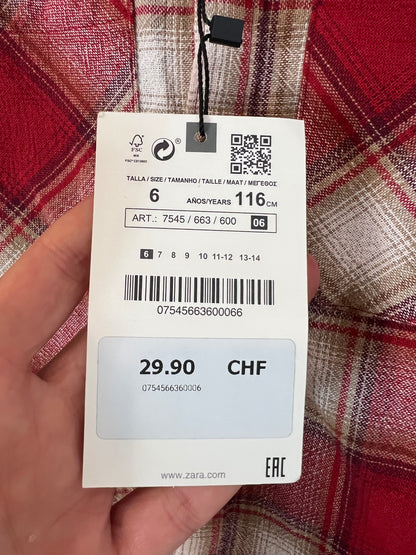 FSC
MIX
TALLA / SIZE / TAMANHO / TAILLE / MAAT / ΜΕΓΕΘΟΣ
6 AÑOS/YEARS 116 CM
ART.: 7545 / 663 / 600 06
6 7 8 9 10 11-12 13-14
07545663600066
29.90 CHF
0754566360006
www.zara.com
EAC